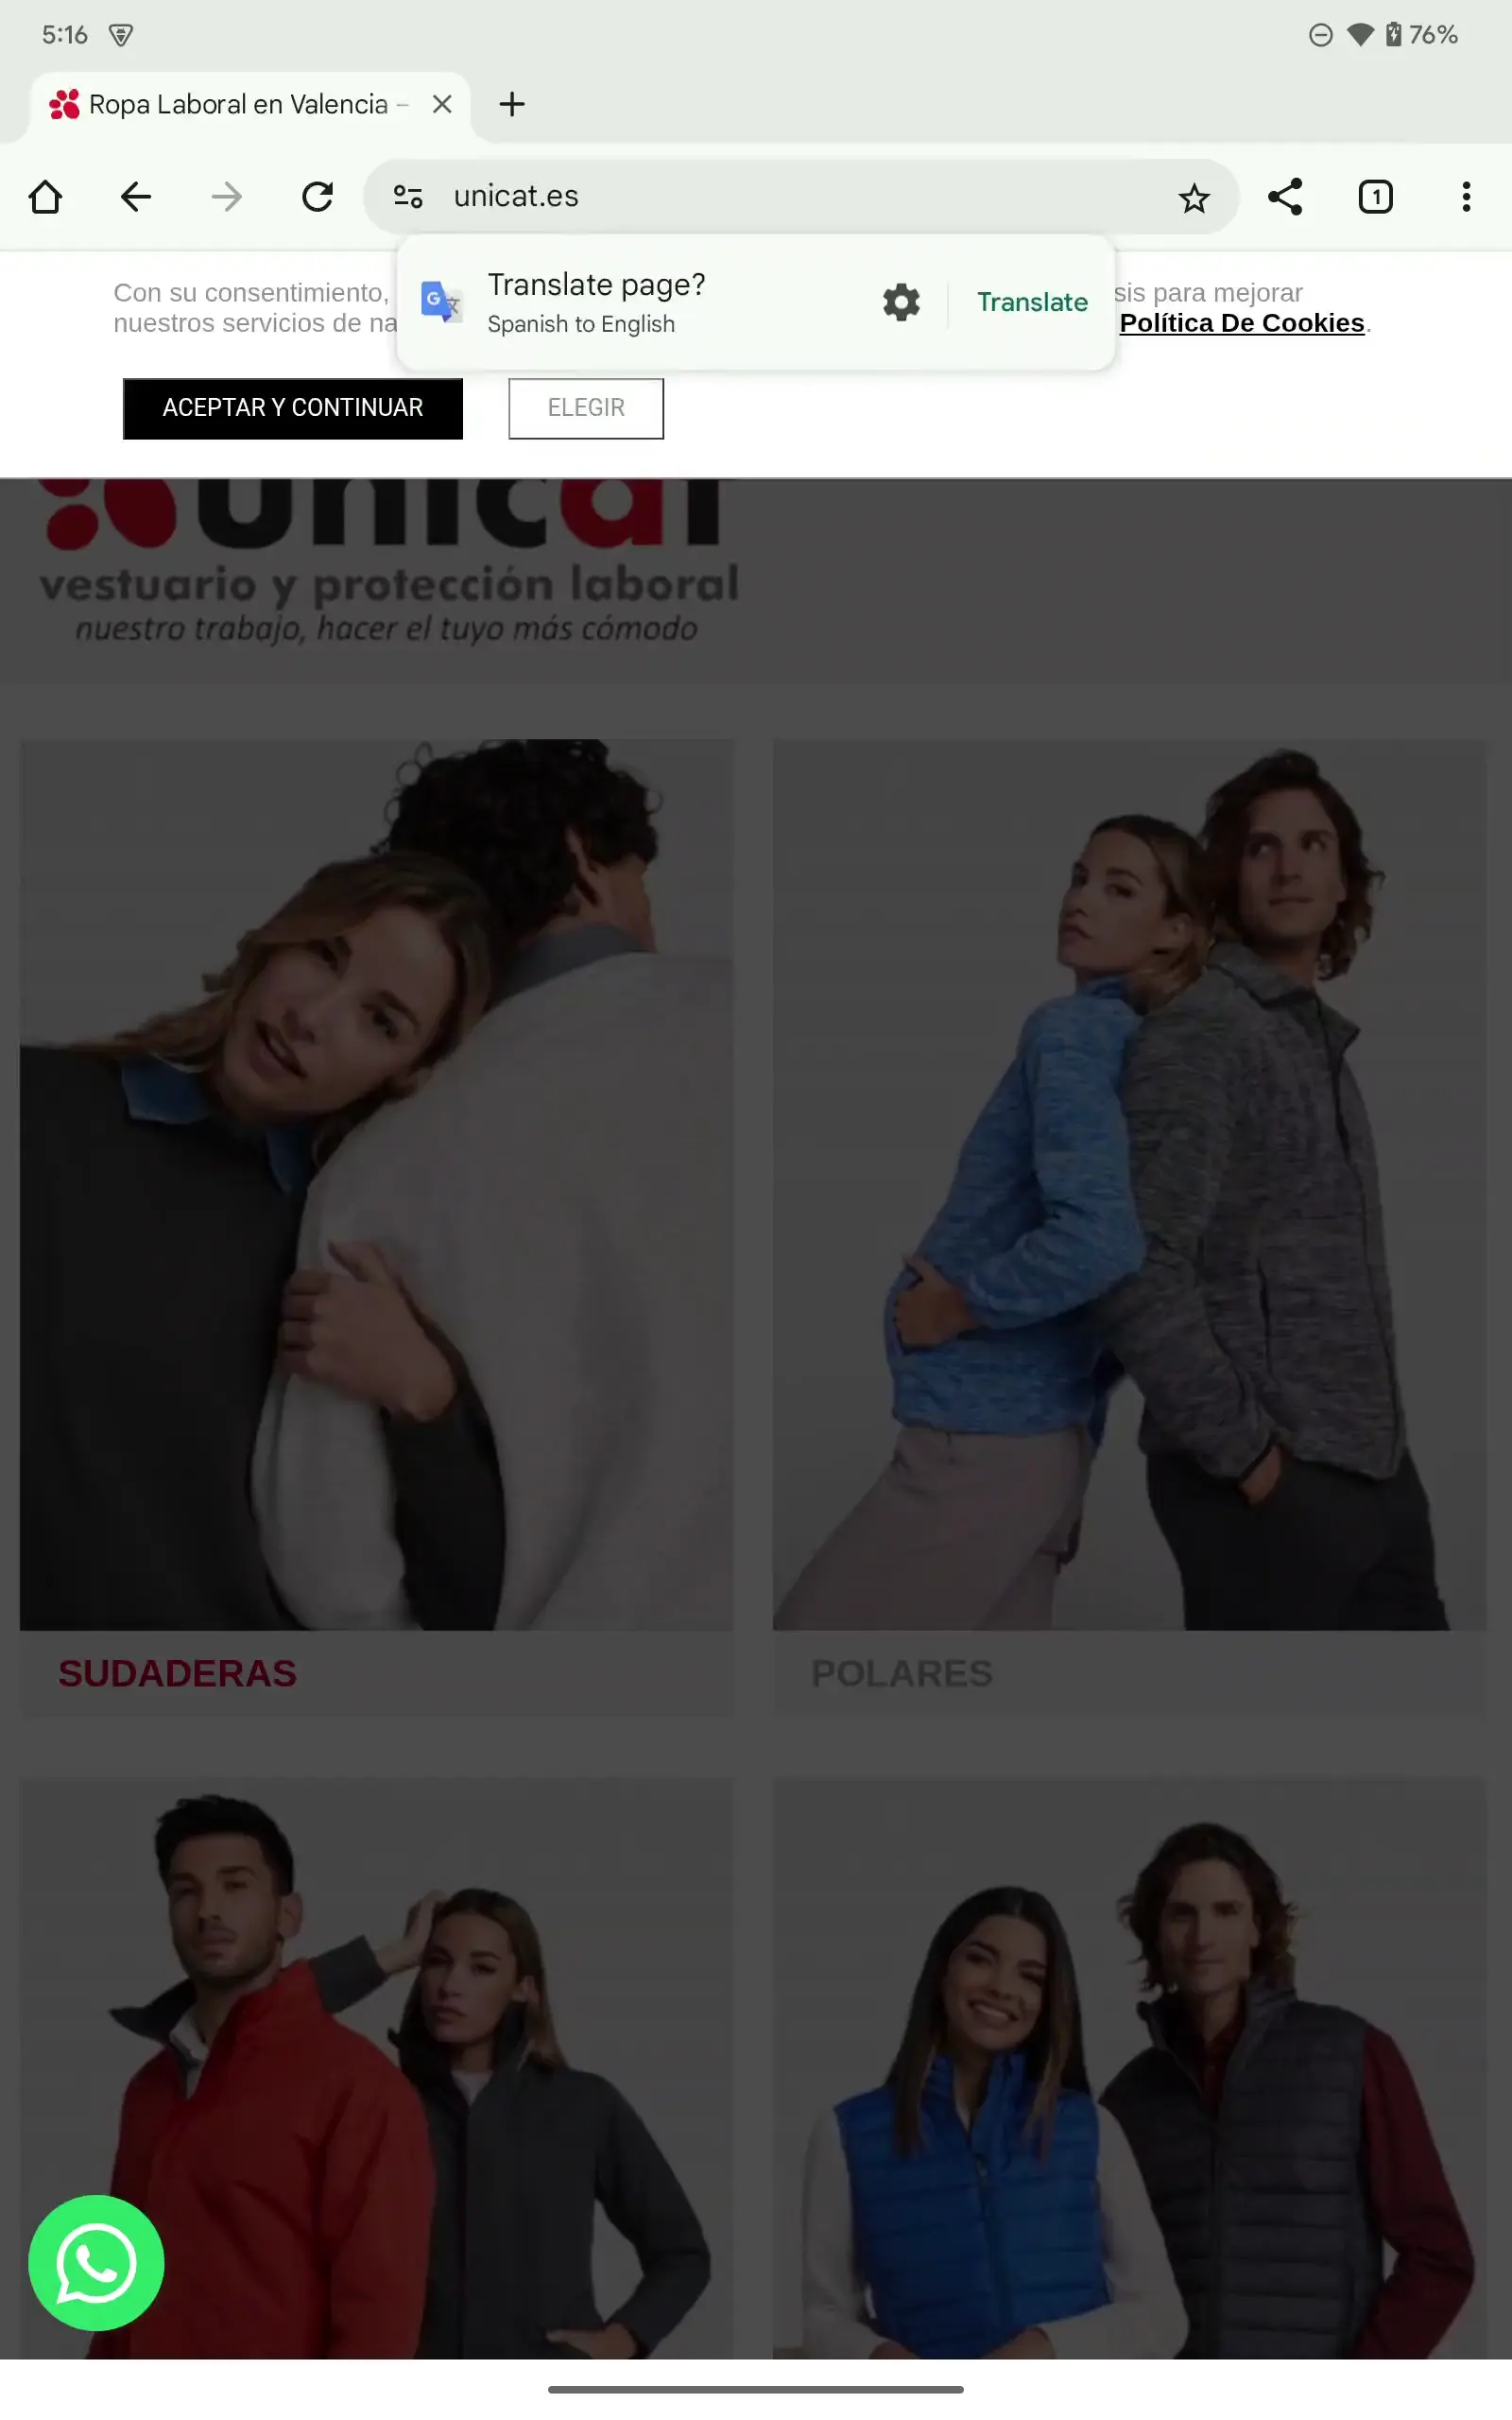 5:16
76%
Ropa Laboral en Valencia –
unicat.es
1
Translate page?
Spanish to English
Translate
Con su consentimiento,
sis para mejorar
nuestros servicios de na
Política De Cookies.
ACEPTAR Y CONTINUAR
ELEGIR
unicat
vestuario y protección laboral
nuestro trabajo, hacer el tuyo más cómodo
SUDADERAS
POLARES